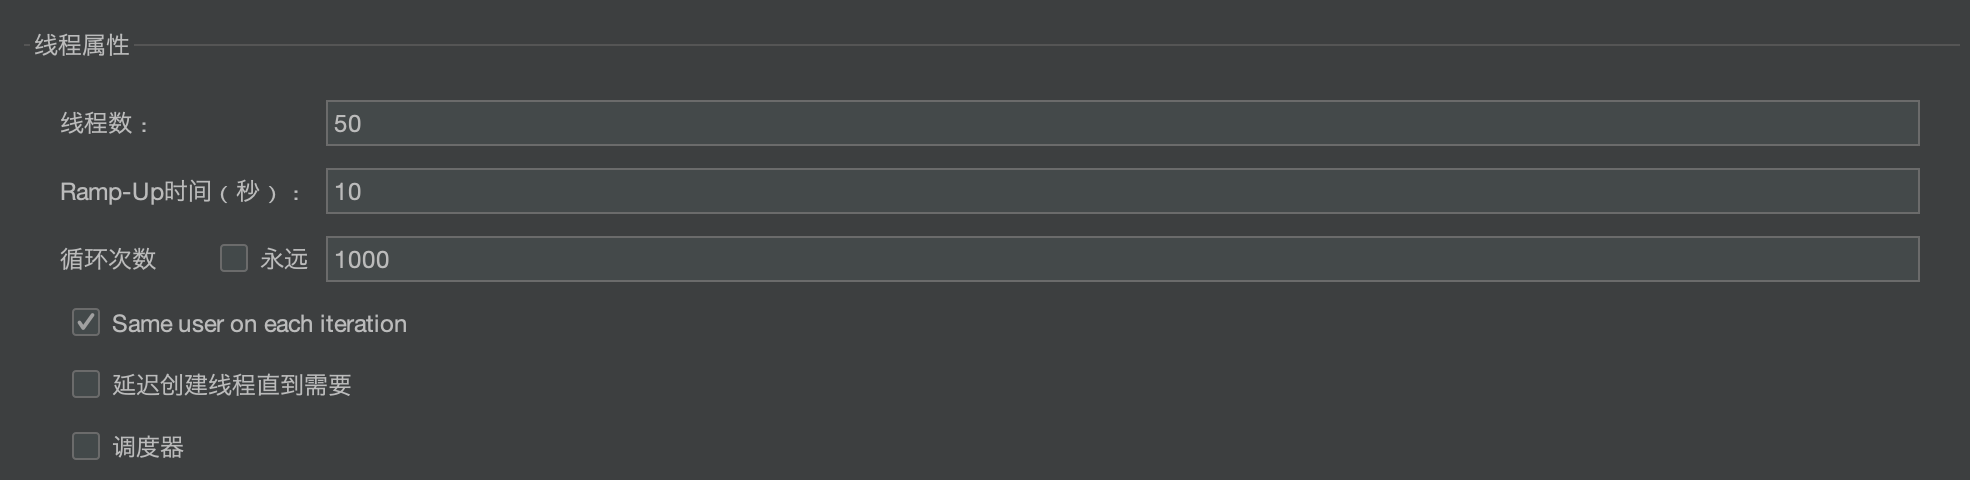 线程属性
线程数： 50
Ramp-Up时间（秒）： 10
循环次数 永远 1000
Same user on each iteration
延迟创建线程直到需要
调度器